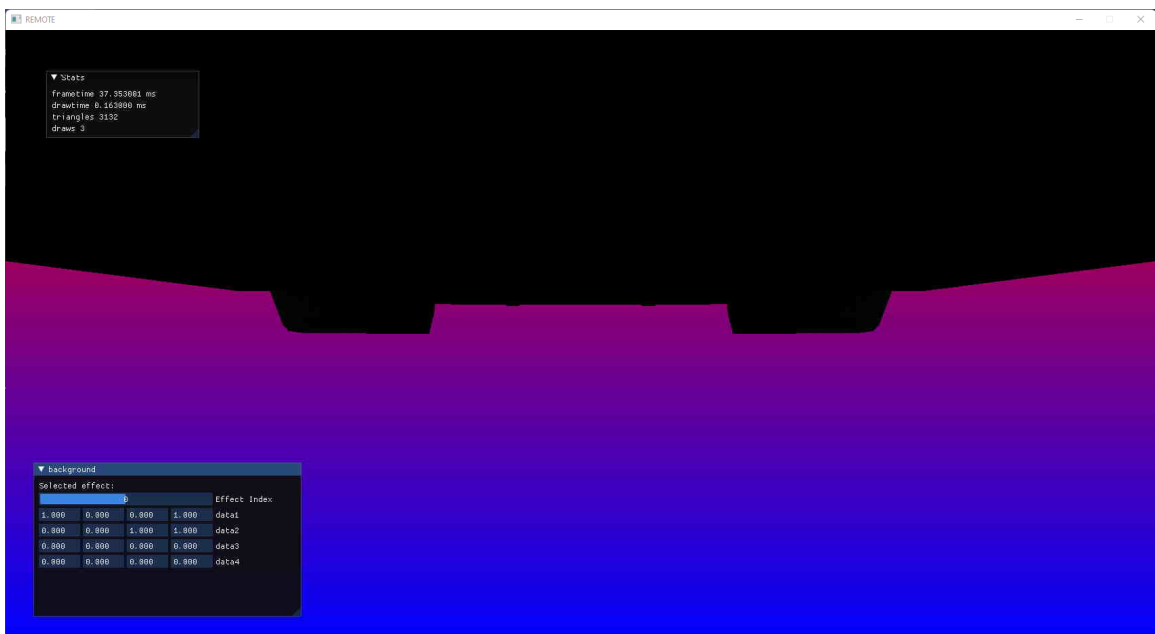 REMOTE
Stats
frametime 37.353001 ms
drawtime 0.163000 ms
triangles 3132
draws 3
background
Selected effect:
0 Effect Index
1.000 0.000 0.000 1.000 data1
0.000 0.000 1.000 1.000 data2
0.000 0.000 0.000 0.000 data3
0.000 0.000 0.000 0.000 data4